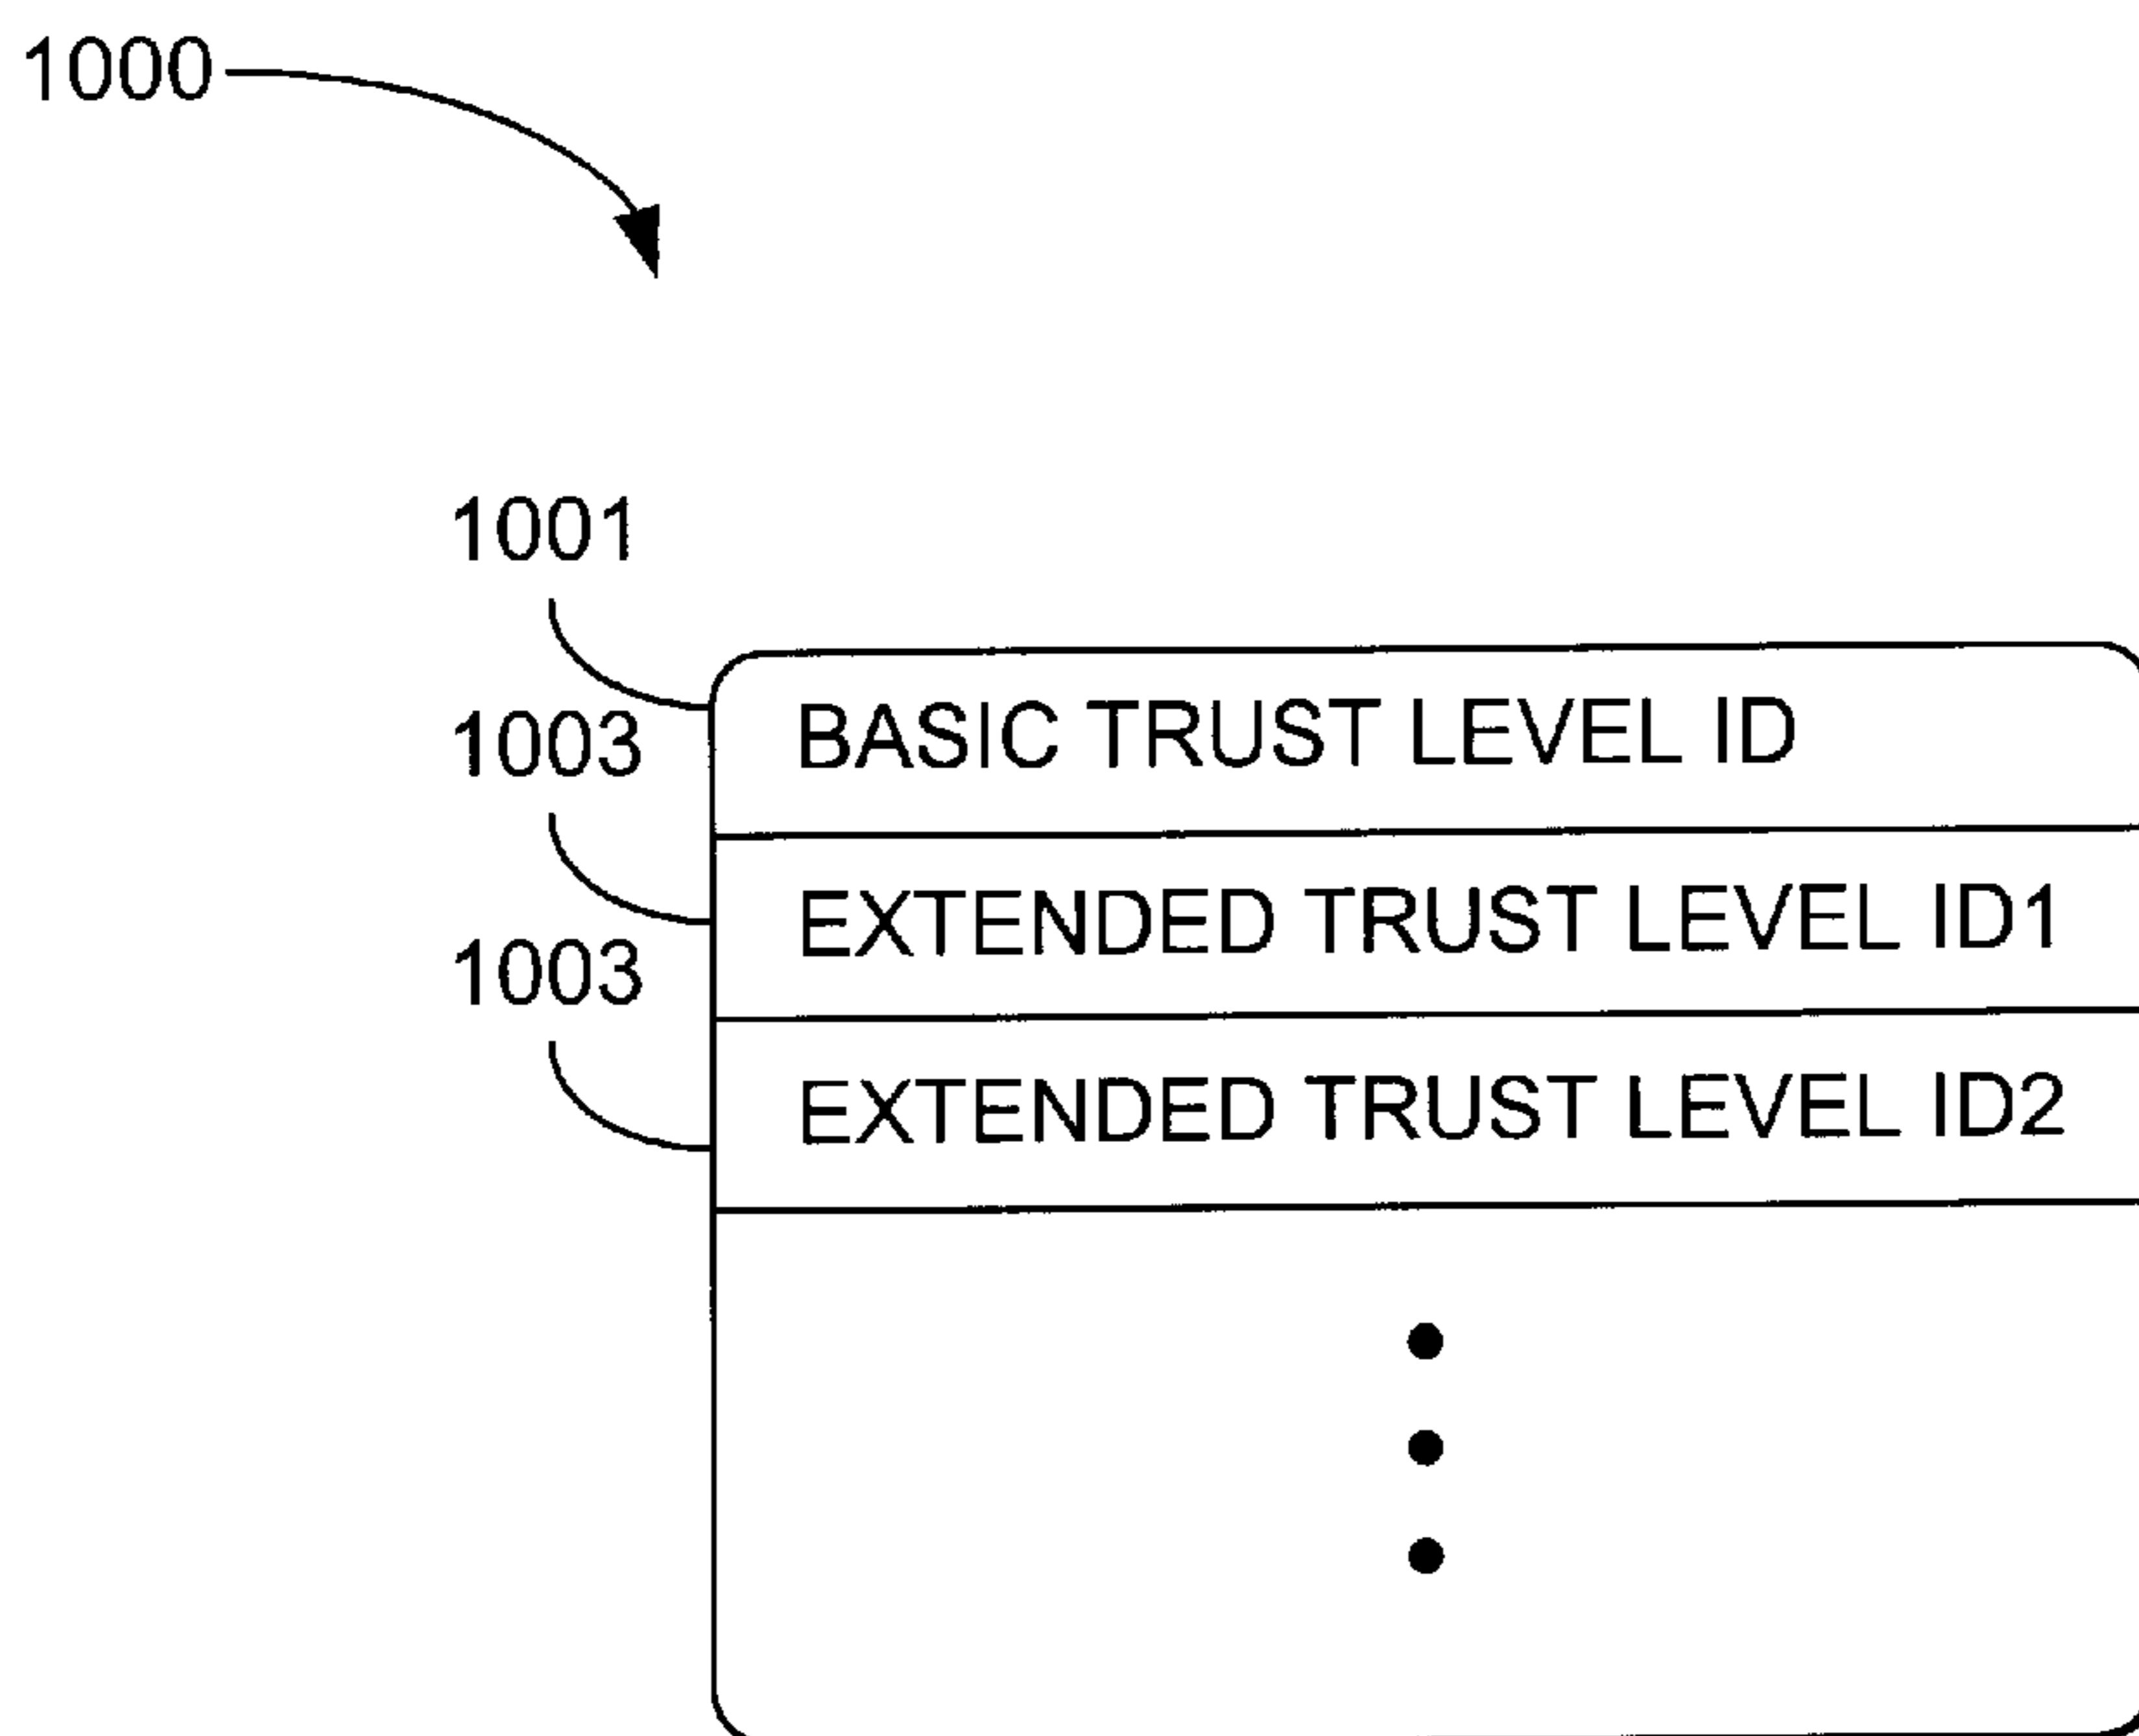 1000
1001
BASIC TRUST LEVEL ID
1003
EXTENDED TRUST LEVEL ID1
1003
EXTENDED TRUST LEVEL ID2